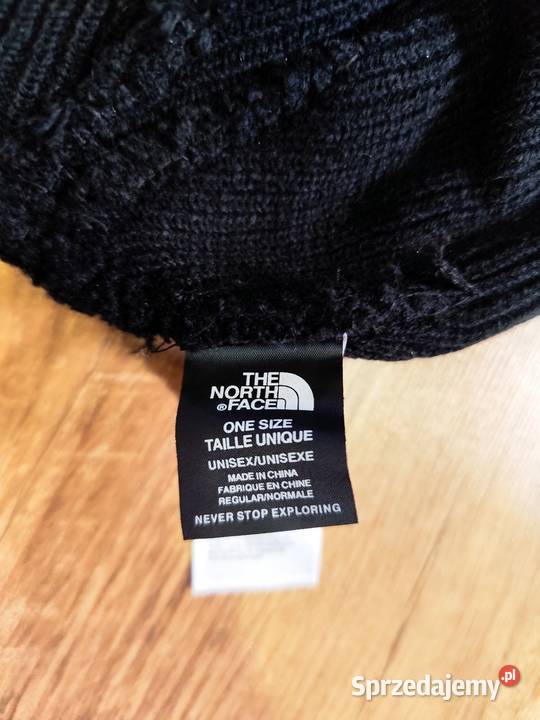 THE
NORTH
®FACE
ONE SIZE
TAILLE UNIQUE
UNISEX/UNISEXE
MADE IN CHINA
FABRIQUE EN CHINE
REGULAR/NORMALE
NEVER STOP EXPLORING
Sprzedajemy.pl